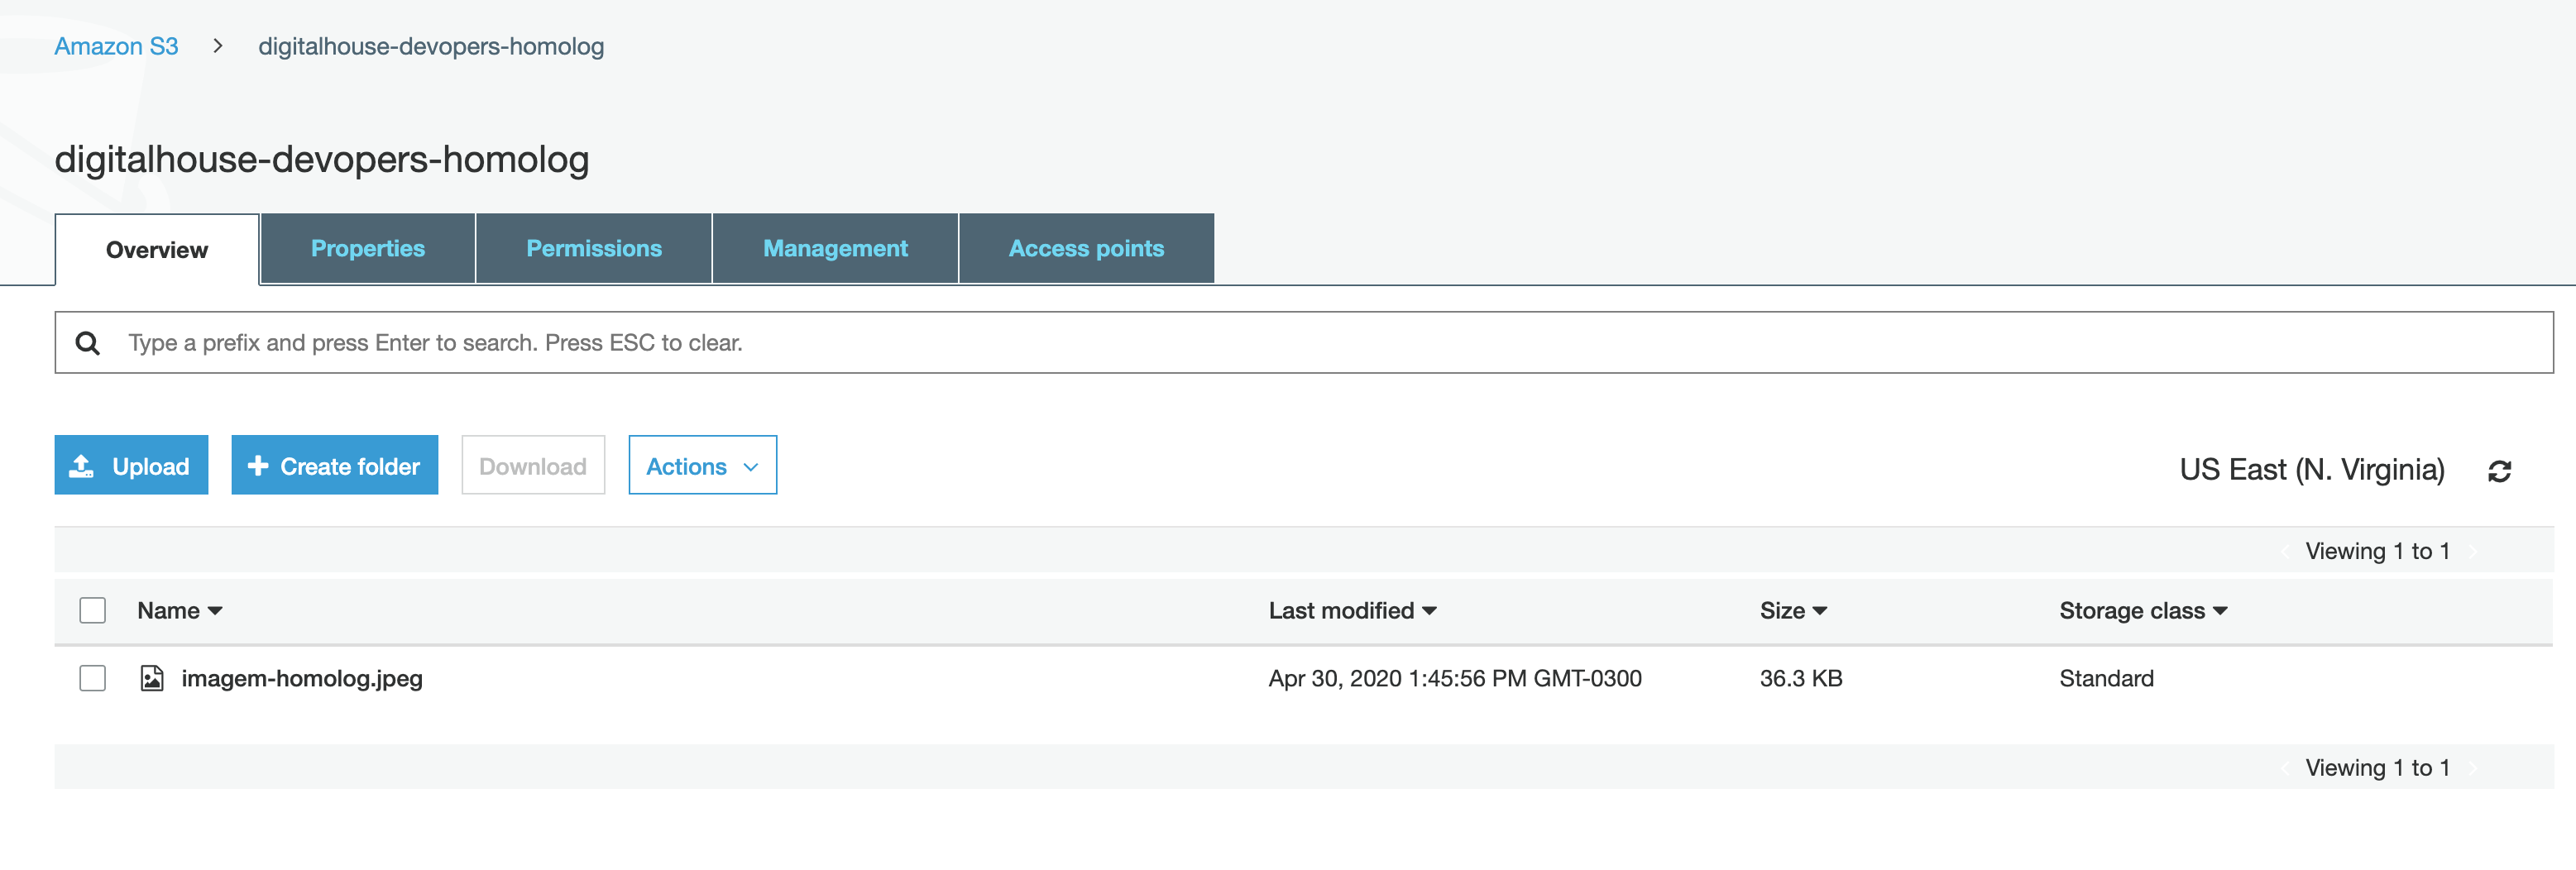 Amazon S3 > digitalhouse-devopers-homolog
digitalhouse-devopers-homolog
Overview Properties Permissions Management Access points
Type a prefix and press Enter to search. Press ESC to clear.
Upload Create folder Download Actions US East (N. Virginia)
Viewing 1 to 1
Name Last modified Size Storage class
imagem-homolog.jpeg Apr 30, 2020 1:45:56 PM GMT-0300 36.3 KB Standard
Viewing 1 to 1